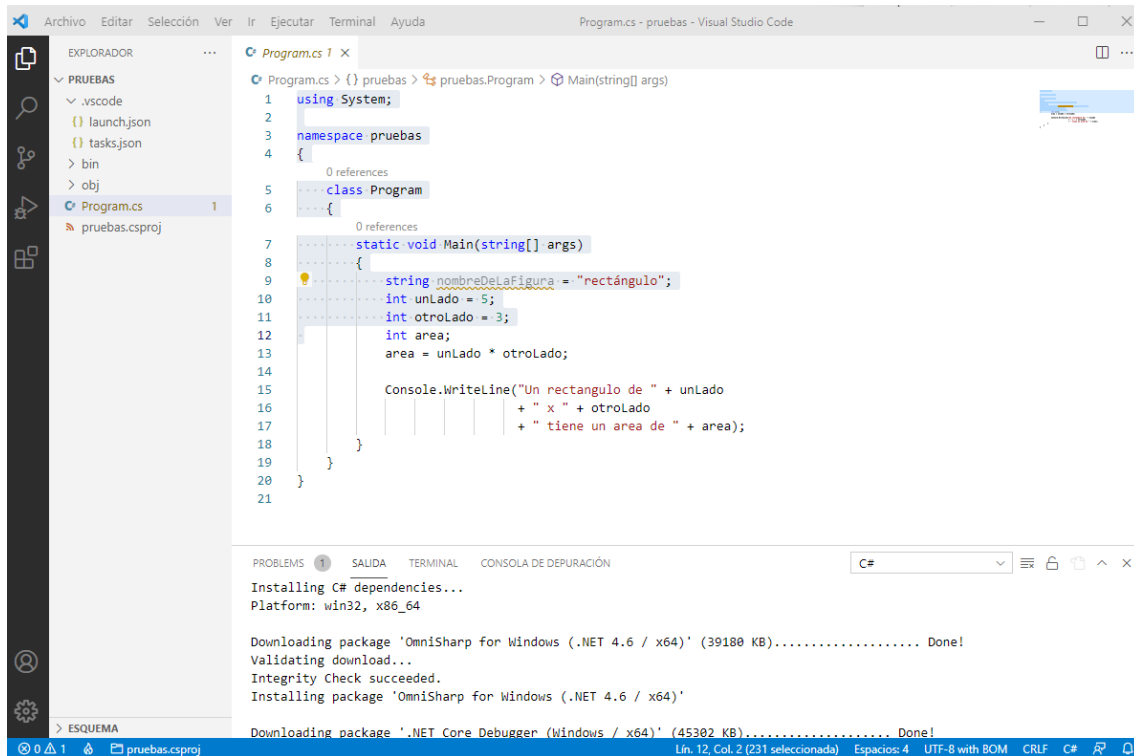 Archivo Editar Selección Ver Ir Ejecutar Terminal Ayuda Program.cs - pruebas - Visual Studio Code
EXPLORADOR
PRUEBAS
.vscode
{} launch.json
{} tasks.json
bin
obj
Program.cs 1
pruebas.csproj
ESQUEMA
Program.cs 1
Program.cs > {} pruebas > pruebas.Program > Main(string[] args)
1 using System;
2
3 namespace pruebas
4 {
0 references
5 class Program
6 {
0 references
7 static void Main(string[] args)
8 {
9 string nombreDeLaFigura = "rectángulo";
10 int unLado = 5;
11 int otroLado = 3;
12 int area;
13 area = unLado * otroLado;
14
15 Console.WriteLine("Un rectangulo de " + unLado
16 + " x " + otroLado
17 + " tiene un area de " + area);
18 }
19 }
20 }
21
PROBLEMS 1 SALIDA TERMINAL CONSOLA DE DEPURACIÓN C#
Installing C# dependencies...
Platform: win32, x86_64
Downloading package 'OmniSharp for Windows (.NET 4.6 / x64)' (39180 KB).................... Done!
Validating download...
Integrity Check succeeded.
Installing package 'OmniSharp for Windows (.NET 4.6 / x64)'
Downloading package '.NET Core Debugger (Windows / x64)' (45302 KB).................... Done!
0 1 pruebas.csproj Lín. 12, Col. 2 (231 seleccionada) Espacios: 4 UTF-8 with BOM CRLF C#